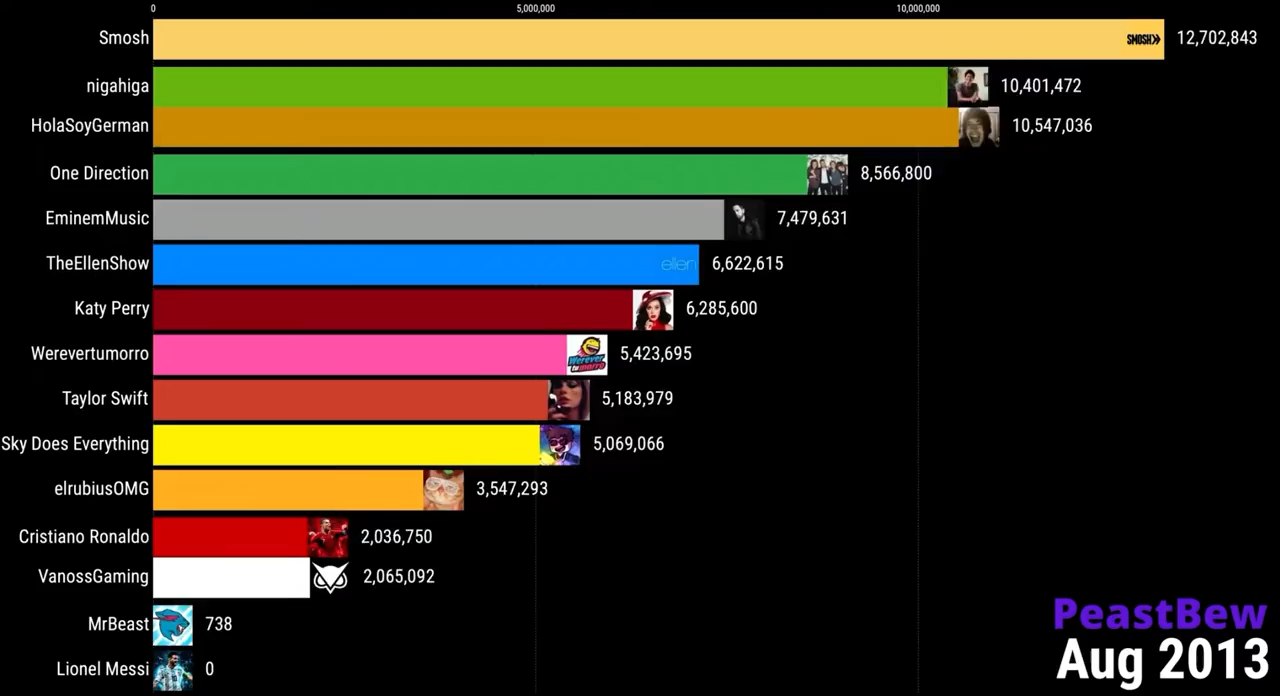 0 5,000,000 10,000,000
Smosh SMOSH 12,702,843
nigahiga 10,401,472
HolaSoyGerman 10,547,036
One Direction 8,566,800
EminemMusic 7,479,631
TheEllenShow ellen 6,622,615
Katy Perry 6,285,600
Werevertumorro Werever tumorro 5,423,695
Taylor Swift 5,183,979
Sky Does Everything 5,069,066
elrubiusOMG 3,547,293
Cristiano Ronaldo 2,036,750
VanossGaming 2,065,092
MrBeast 738
Lionel Messi 0
PeastBew
Aug 2013